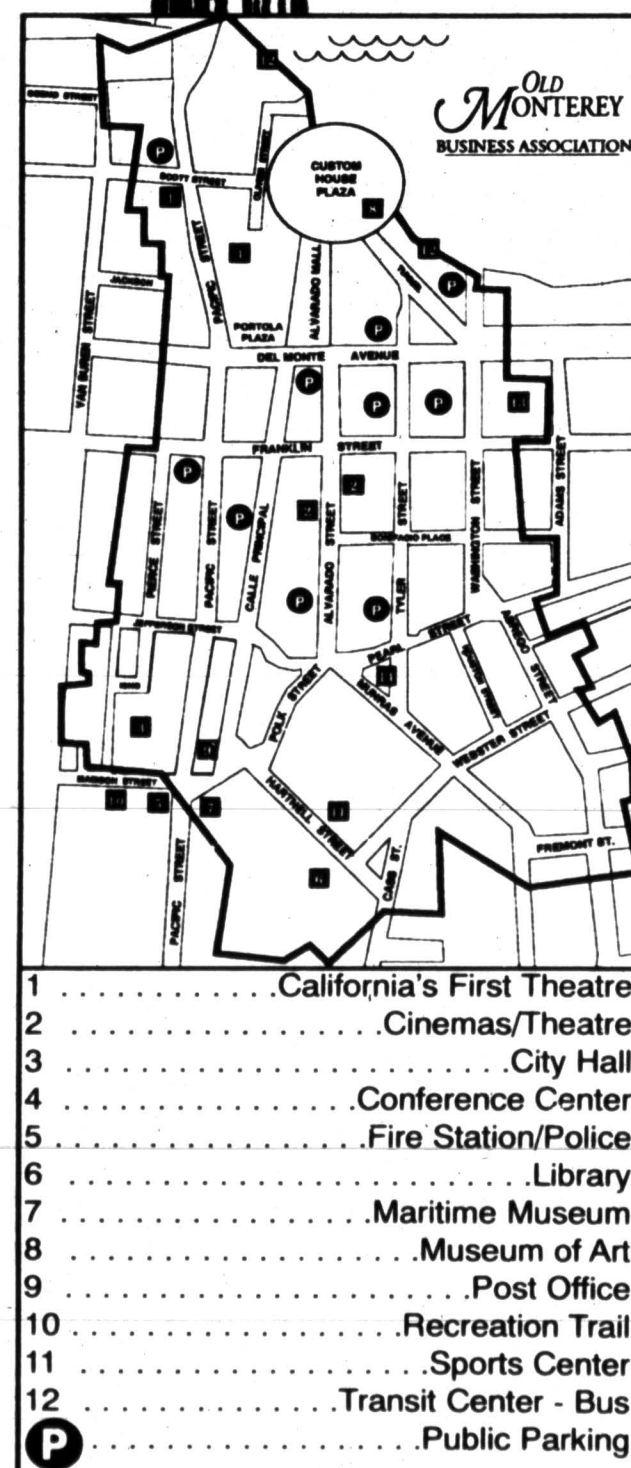 OLD
MONTEREY
BUSINESS ASSOCIATION
CUSTOM
HOUSE
PLAZA
SCOTT STREET
PACIFIC STREET
JACKSON
VAN BUREN STREET
ALVARADO MALL
PORTOLA
PLAZA
DEL MONTE AVENUE
P
P
P
P
P
P
FRANKLIN STREET
P
P
P
P
PIERCE STREET
PACIFIC STREET
CALLE PRINCIPAL
ALVARADO STREET
TYLER STREET
BONIFACIO PLACE
WASHINGTON STREET
ADAMS STREET
JEFFERSON STREET
PEARL STREET
POLK STREET
MUNRAS AVENUE
WEBSTER STREET
MADISON STREET
HARTNELL STREET
PACIFIC STREET
CASS ST.
FREMONT ST.
1 . . . . . . . . . . . . California's First Theatre
2 . . . . . . . . . . . . . . . . . Cinemas/Theatre
3 . . . . . . . . . . . . . . . . . . . . . . . . City Hall
4 . . . . . . . . . . . . . . . . Conference Center
5 . . . . . . . . . . . . . . . . . Fire Station/Police
6 . . . . . . . . . . . . . . . . . . . . . . . . . Library
7 . . . . . . . . . . . . . . . . . Maritime Museum
8 . . . . . . . . . . . . . . . . . . . Museum of Art
9 . . . . . . . . . . . . . . . . . . . . . . Post Office
10 . . . . . . . . . . . . . . . . . . Recreation Trail
11 . . . . . . . . . . . . . . . . . . . Sports Center
12 . . . . . . . . . . . . . . Transit Center - Bus
P . . . . . . . . . . . . . . . . . . Public Parking